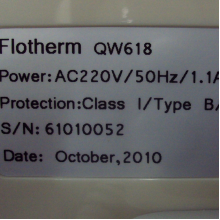 Flotherm QW618
Power:AC220V/50Hz/1.1A
Protection:Class I/Type B/
S/N: 61010052
Date: October,2010